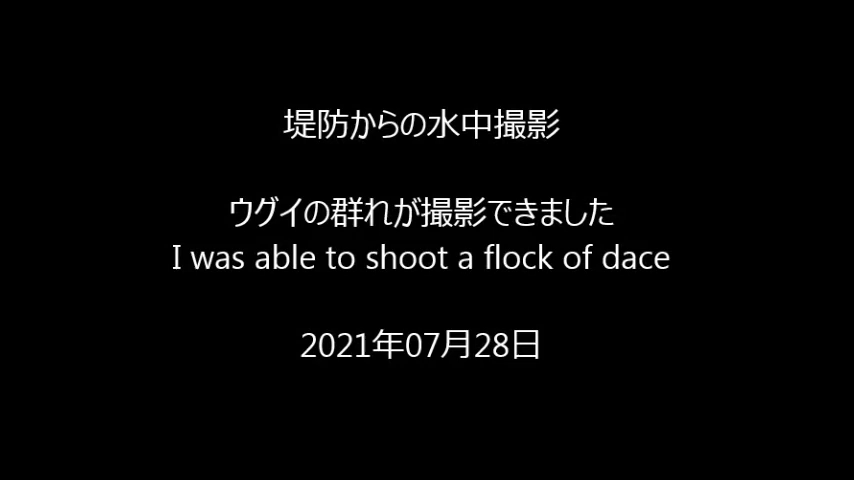 堤防からの水中撮影
ウグイの群れが撮影できました
I was able to shoot a flock of dace
2021年07月28日